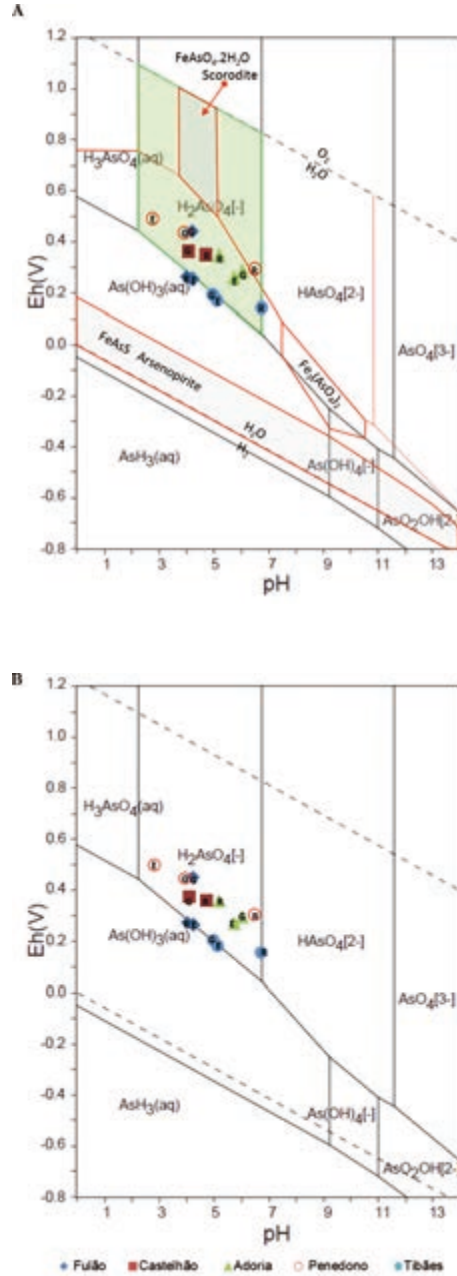 A
1.2
1.0
0.8
0.6
0.4
0.2
0.0
-0.2
-0.4
-0.6
-0.8
Eh(V)
FeAsO4.2H2O
Scorodite
O2
H2O
H3AsO4(aq)
H2AsO4[-]
As(OH)3(aq)
HAsO4[2-]
AsO4[3-]
FeAsS Arsenopirite
Fe3(AsO4)2
H2O
H2
AsH3(aq)
As(OH)4[-]
AsO2OH[2-
1 3 5 7 9 11 13
pH
B
1.2
1.0
0.8
0.6
0.4
0.2
0.0
-0.2
-0.4
-0.6
-0.8
Eh(V)
H3AsO4(aq)
H2AsO4[-]
As(OH)3(aq)
HAsO4[2-]
AsO4[3-]
AsH3(aq)
As(OH)4[-]
AsO2OH[2-
1 3 5 7 9 11 13
pH
Fulão Castelhão Adoria Penedono Tibães